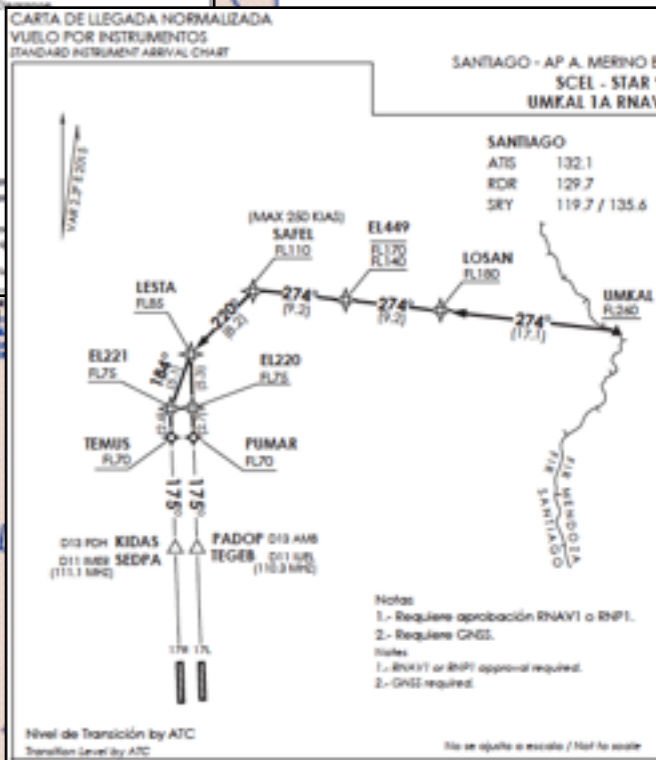 CARTA DE LLEGADA NORMALIZADA
VUELO POR INSTRUMENTOS
STANDARD INSTRUMENT ARRIVAL CHART
SANTIAGO - AP A. MERINO
SCEL - STAR
UMKAL 1A RNAV
SANTIAGO
ATIS 132.1
RDR 129.7
SRY 119.7 / 135.6
(MAX 250 KIAS)
SAFEL
FL110
EL449
FL170
FL140
LOSAN
FL180
UMKAL
FL260
LESTA
FL85
220°
(8.2)
274°
(9.2)
274°
(9.2)
274°
(17.1)
EL221
FL75
184°
EL220
FL75
TEMUS
FL70
PUMAR
FL70
175°
175°
KIDAS
SEDPA
(111.1 MHZ)
PADOP D13 AMB
TEGEB
(110.3 MHZ)
17R 17L
FIR MENDOZA
FIR SANTIAGO
Notas
1.- Requiere aprobación RNAV1 o RNP1.
2.- Requiere GNSS.
Notes
1.- RNAV1 or RNP1 approval required.
2.- GNSS required.
Nivel de Transición by ATC
Transition Level by ATC
No se ajusta a escala / Not to scale